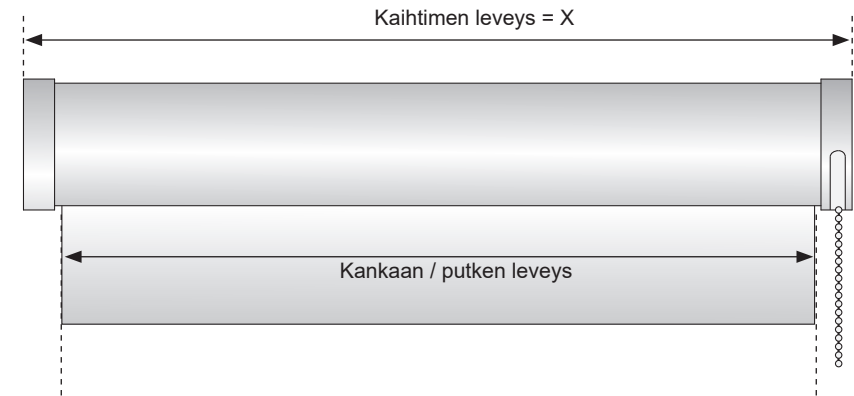 Kaihtimen leveys = X
Kankaan / putken leveys